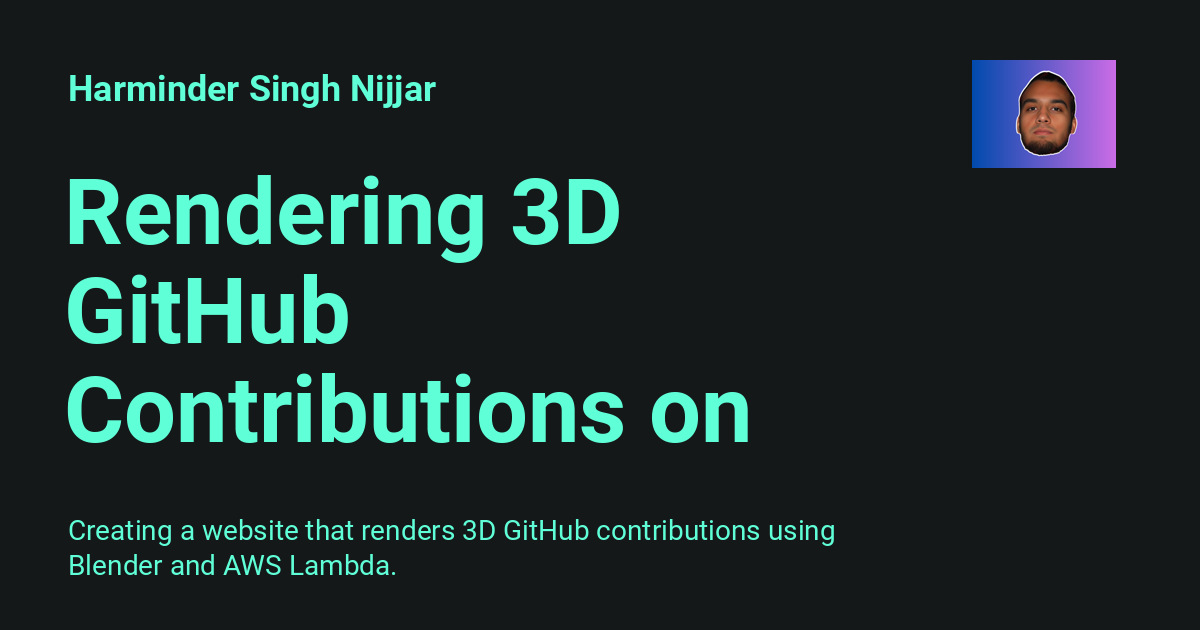 Harminder Singh Nijjar
Rendering 3D
GitHub
Contributions on
Creating a website that renders 3D GitHub contributions using
Blender and AWS Lambda.